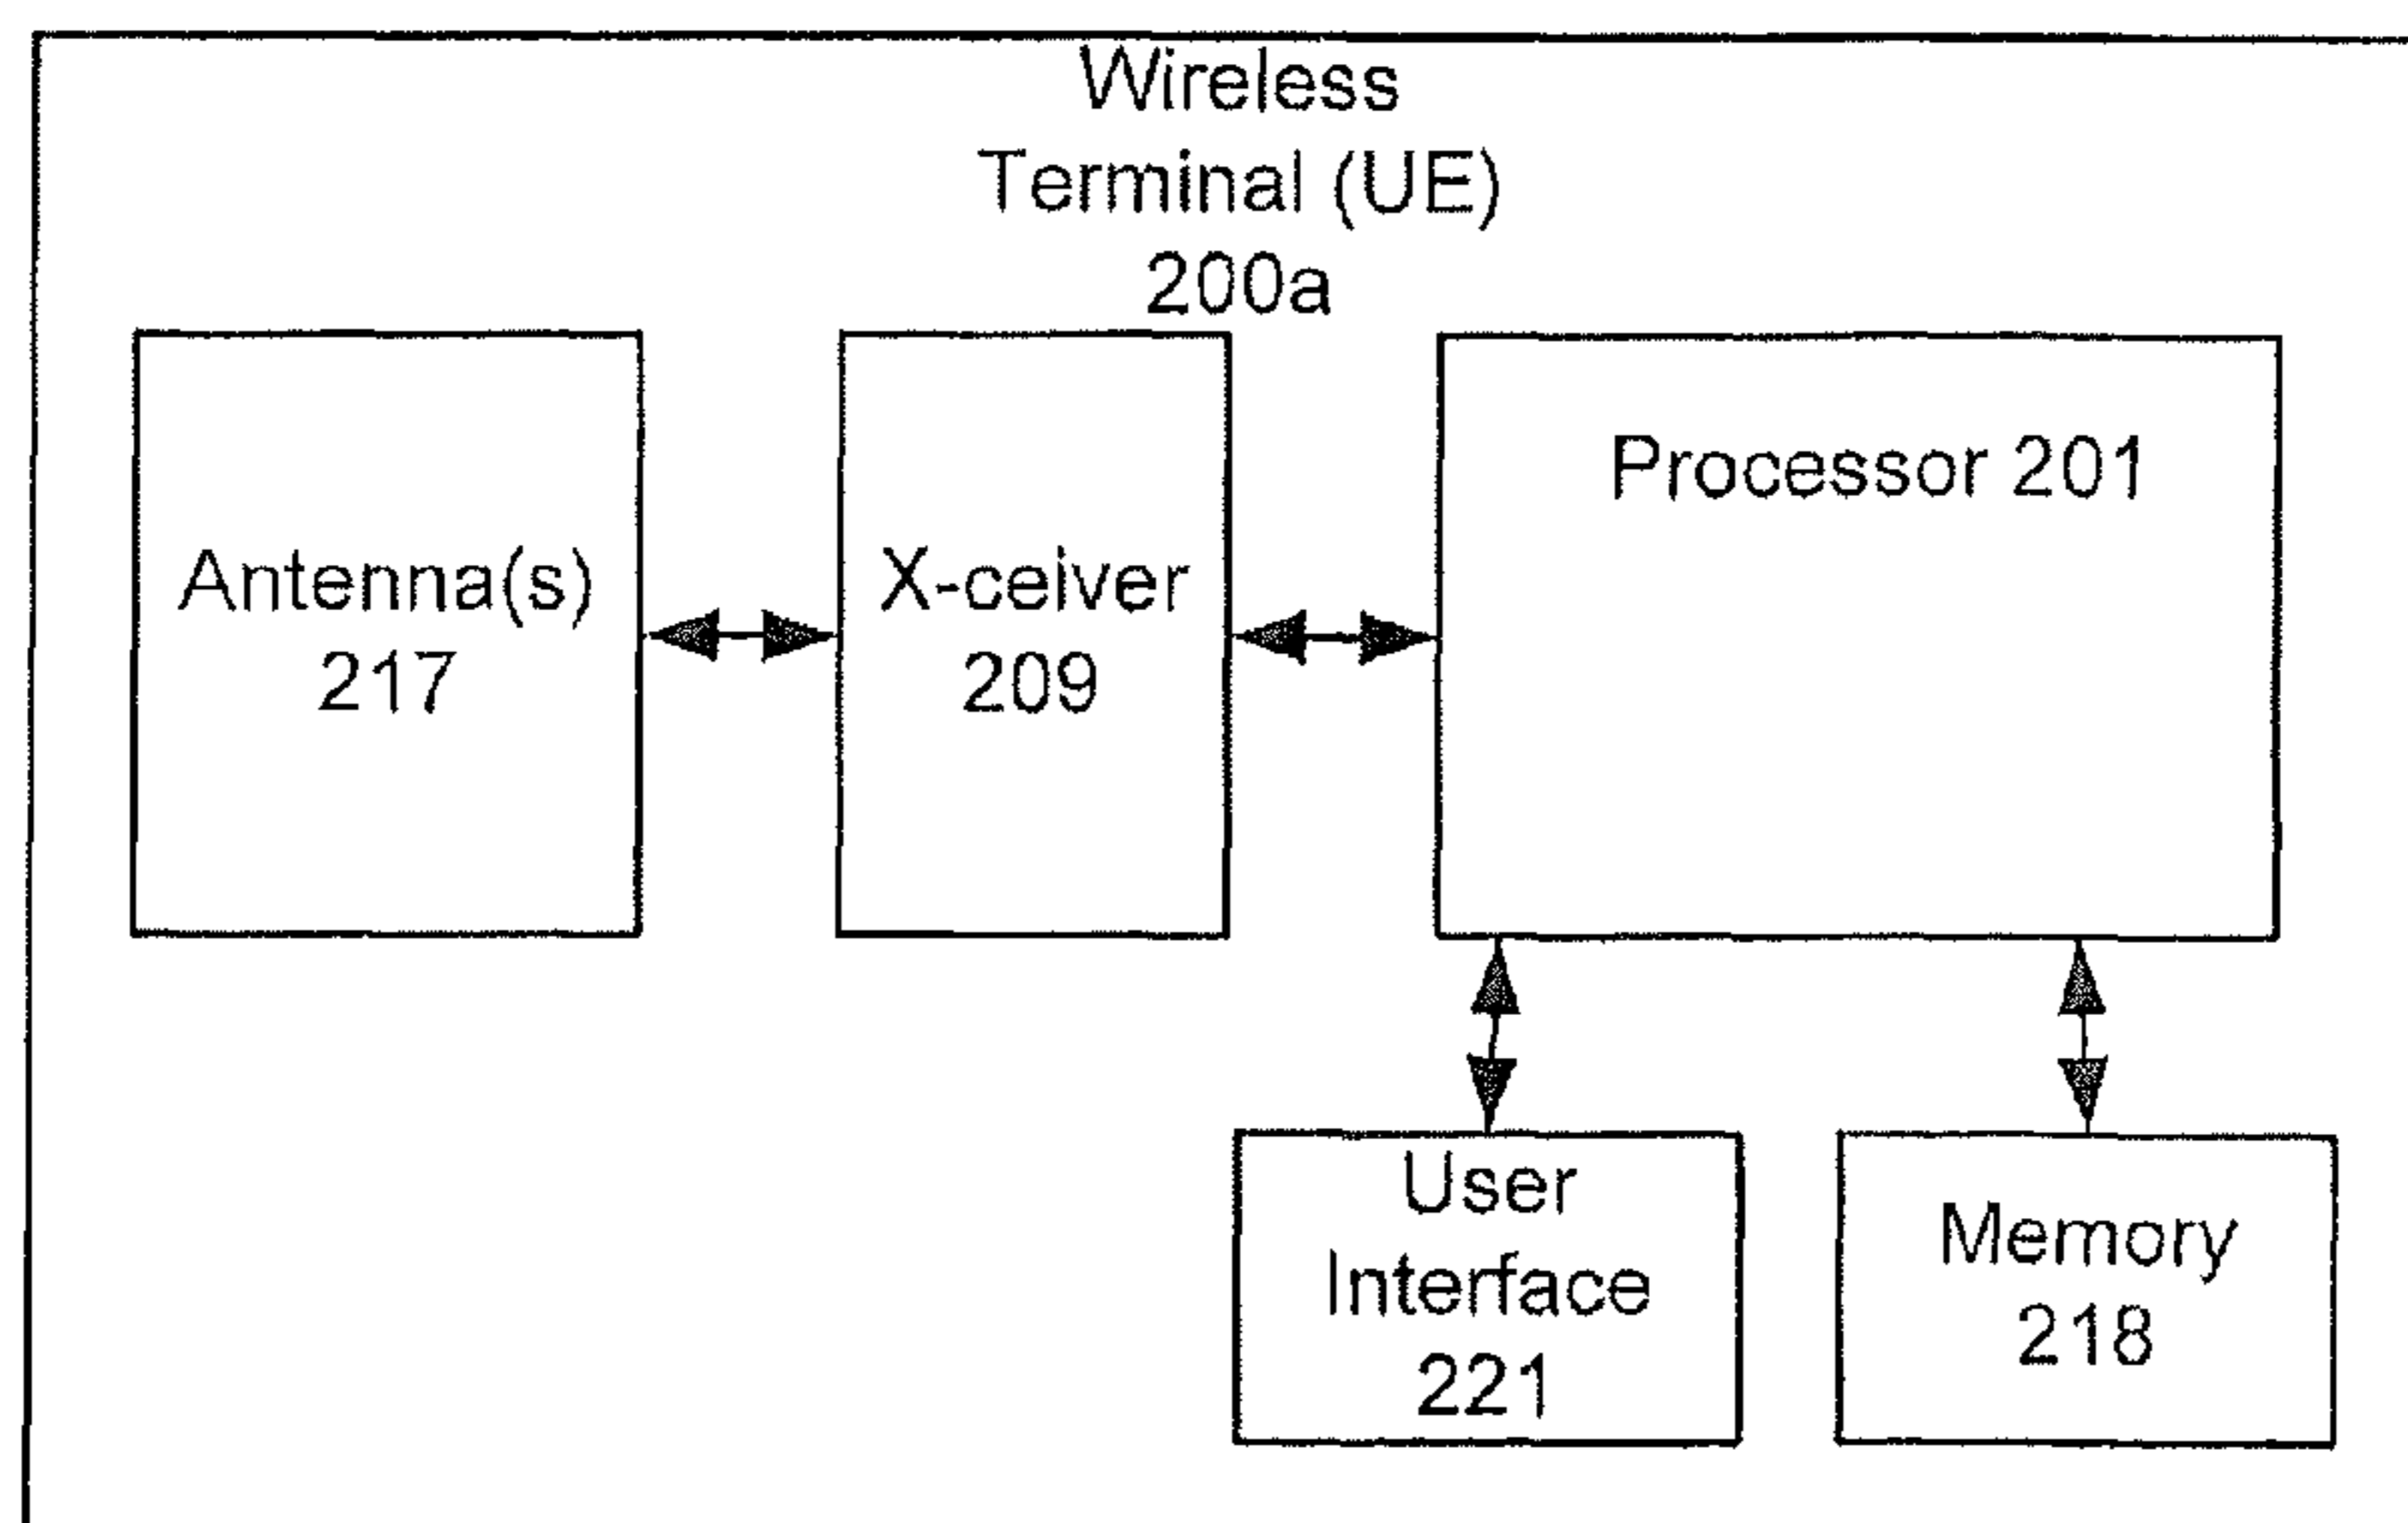 Wireless
Terminal (UE)
200a
Antenna(s)
217
X-ceiver
209
Processor 201
User
Interface
221
Memory
218